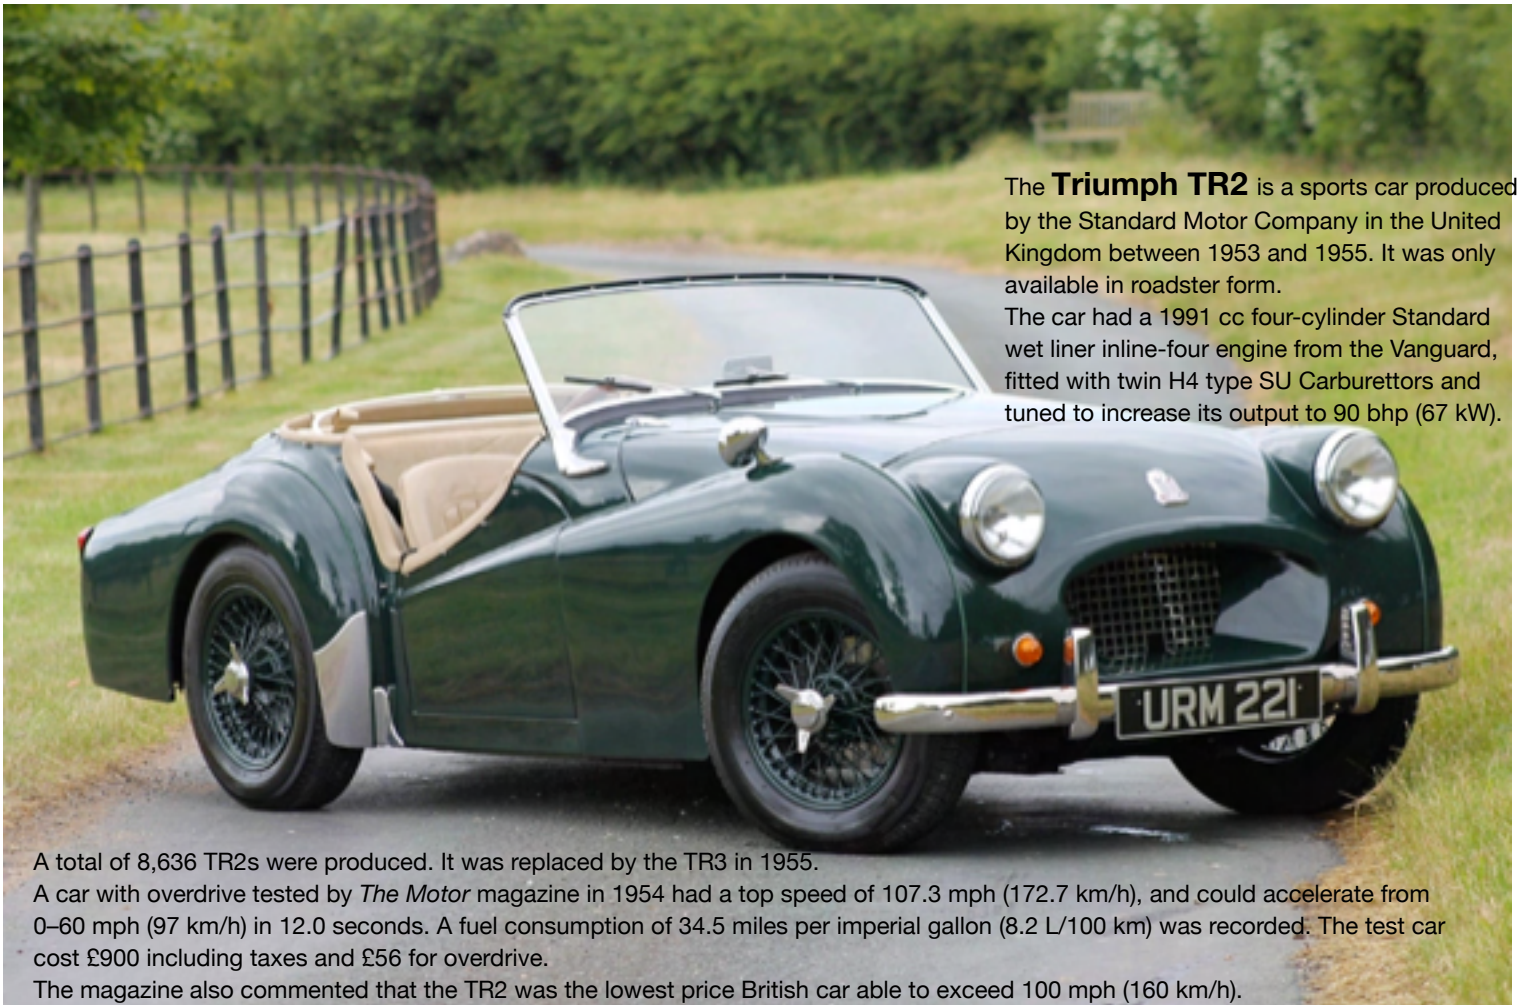 The Triumph TR2 is a sports car produced
by the Standard Motor Company in the United
Kingdom between 1953 and 1955. It was only
available in roadster form.
The car had a 1991 cc four-cylinder Standard
wet liner inline-four engine from the Vanguard,
fitted with twin H4 type SU Carburettors and
tuned to increase its output to 90 bhp (67 kW).
URM 221
A total of 8,636 TR2s were produced. It was replaced by the TR3 in 1955.
A car with overdrive tested by The Motor magazine in 1954 had a top speed of 107.3 mph (172.7 km/h), and could accelerate from
0–60 mph (97 km/h) in 12.0 seconds. A fuel consumption of 34.5 miles per imperial gallon (8.2 L/100 km) was recorded. The test car
cost £900 including taxes and £56 for overdrive.
The magazine also commented that the TR2 was the lowest price British car able to exceed 100 mph (160 km/h).